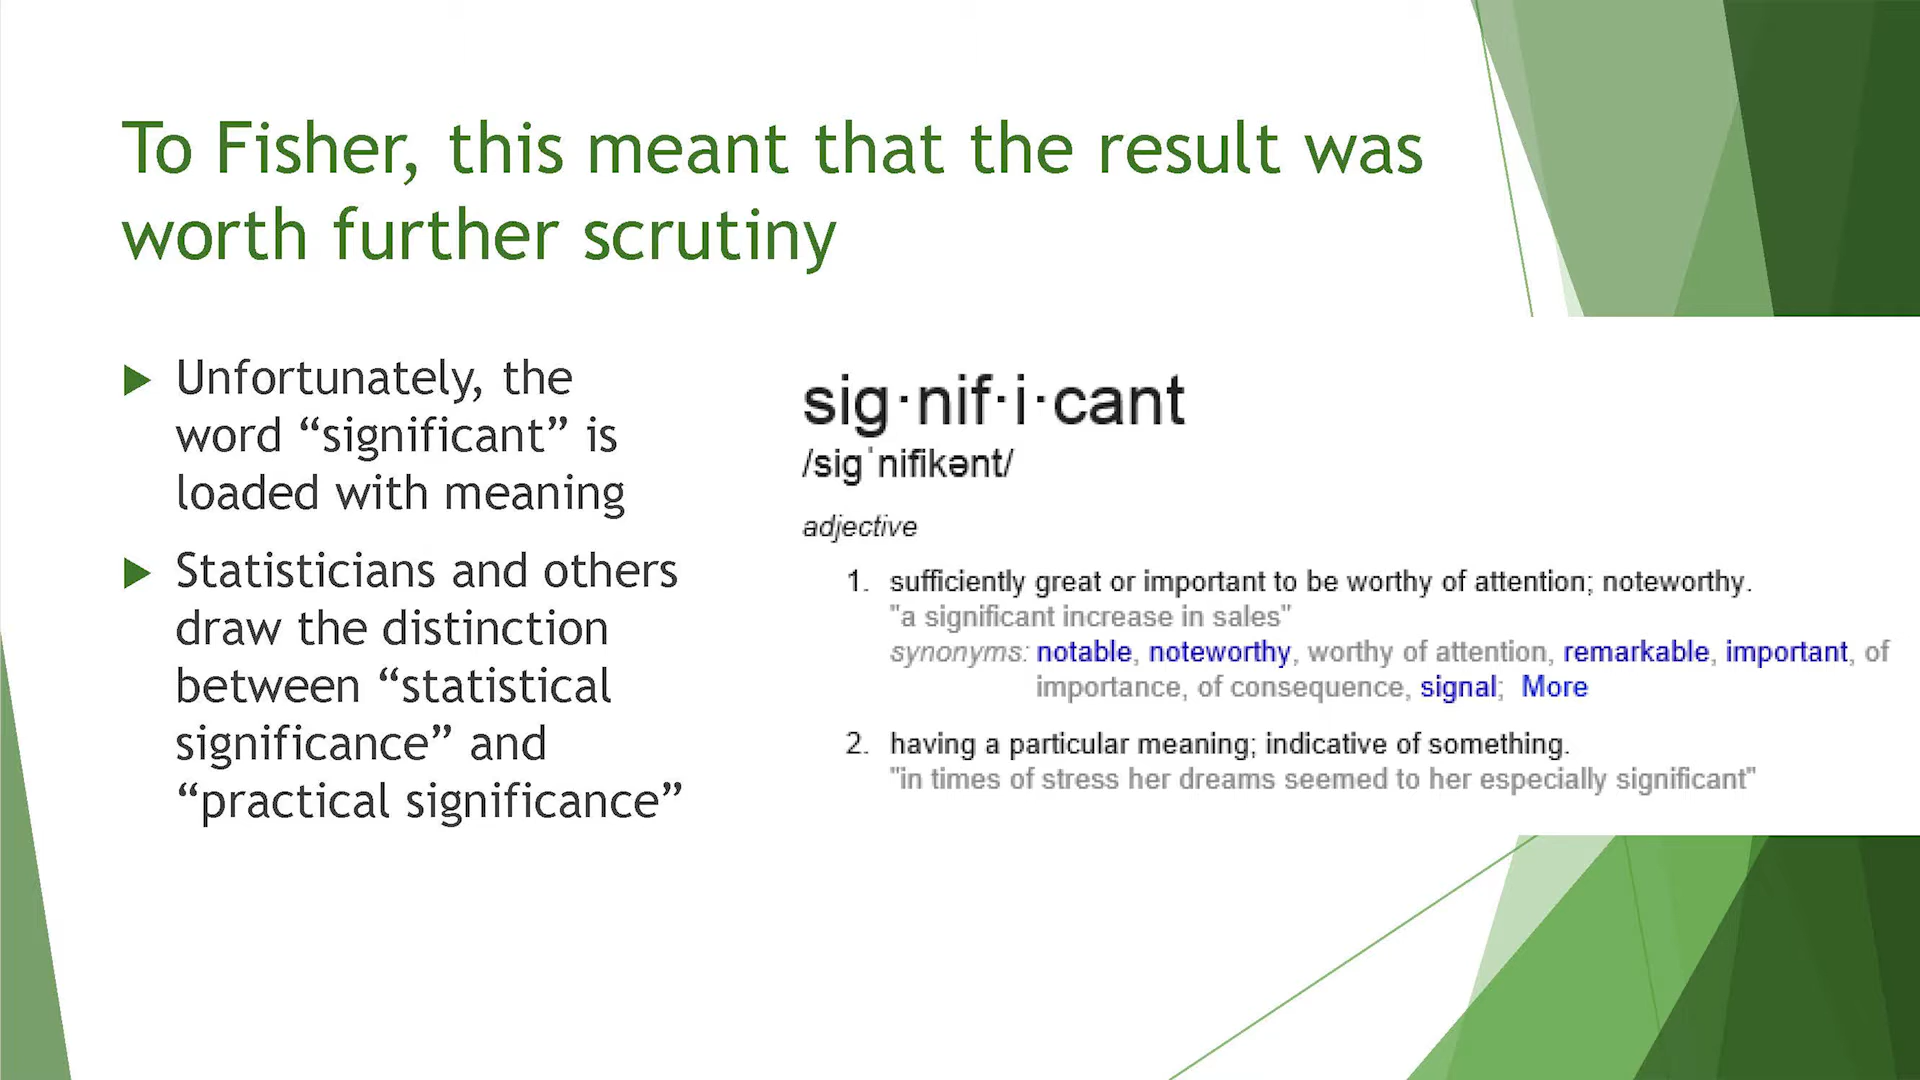 To Fisher, this meant that the result was
worth further scrutiny
Unfortunately, the
word “significant” is
loaded with meaning
Statisticians and others
draw the distinction
between “statistical
significance” and
“practical significance”
sig·nif·i·cant
/sigˈnifikənt/
adjective
1. sufficiently great or important to be worthy of attention; noteworthy.
"a significant increase in sales"
synonyms: notable, noteworthy, worthy of attention, remarkable, important, of
importance, of consequence, signal; More
2. having a particular meaning; indicative of something.
"in times of stress her dreams seemed to her especially significant"